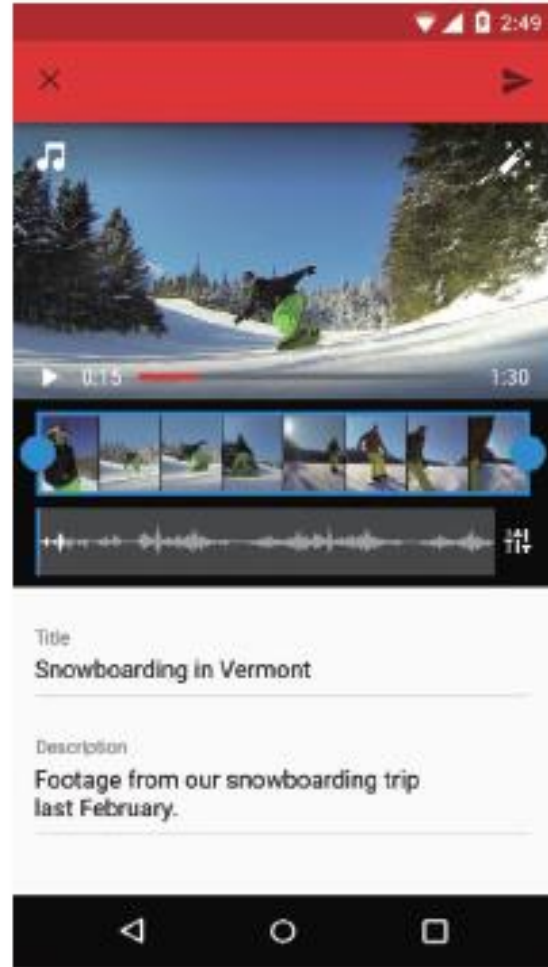 2:49
0:15
1:30
Title
Snowboarding in Vermont
Description
Footage from our snowboarding trip
last February.